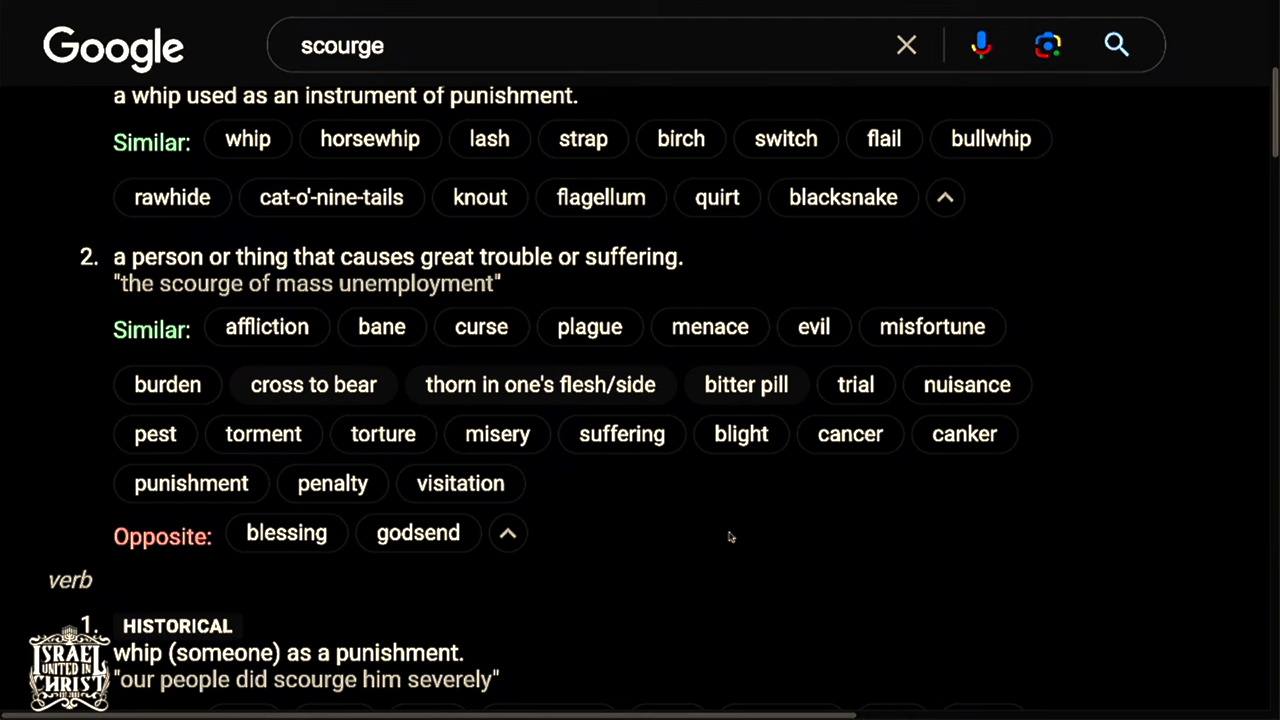 Google
scourge
a whip used as an instrument of punishment.
Similar: whip horsewhip lash strap birch switch flail bullwhip
rawhide cat-o'-nine-tails knout flagellum quirt blacksnake
2. a person or thing that causes great trouble or suffering.
"the scourge of mass unemployment"
Similar: affliction bane curse plague menace evil misfortune
burden cross to bear thorn in one's flesh/side bitter pill trial nuisance
pest torment torture misery suffering blight cancer canker
punishment penalty visitation
Opposite: blessing godsend
verb
1. HISTORICAL
whip (someone) as a punishment.
"our people did scourge him severely"
ISRAEL
UNITED IN
CHRIST